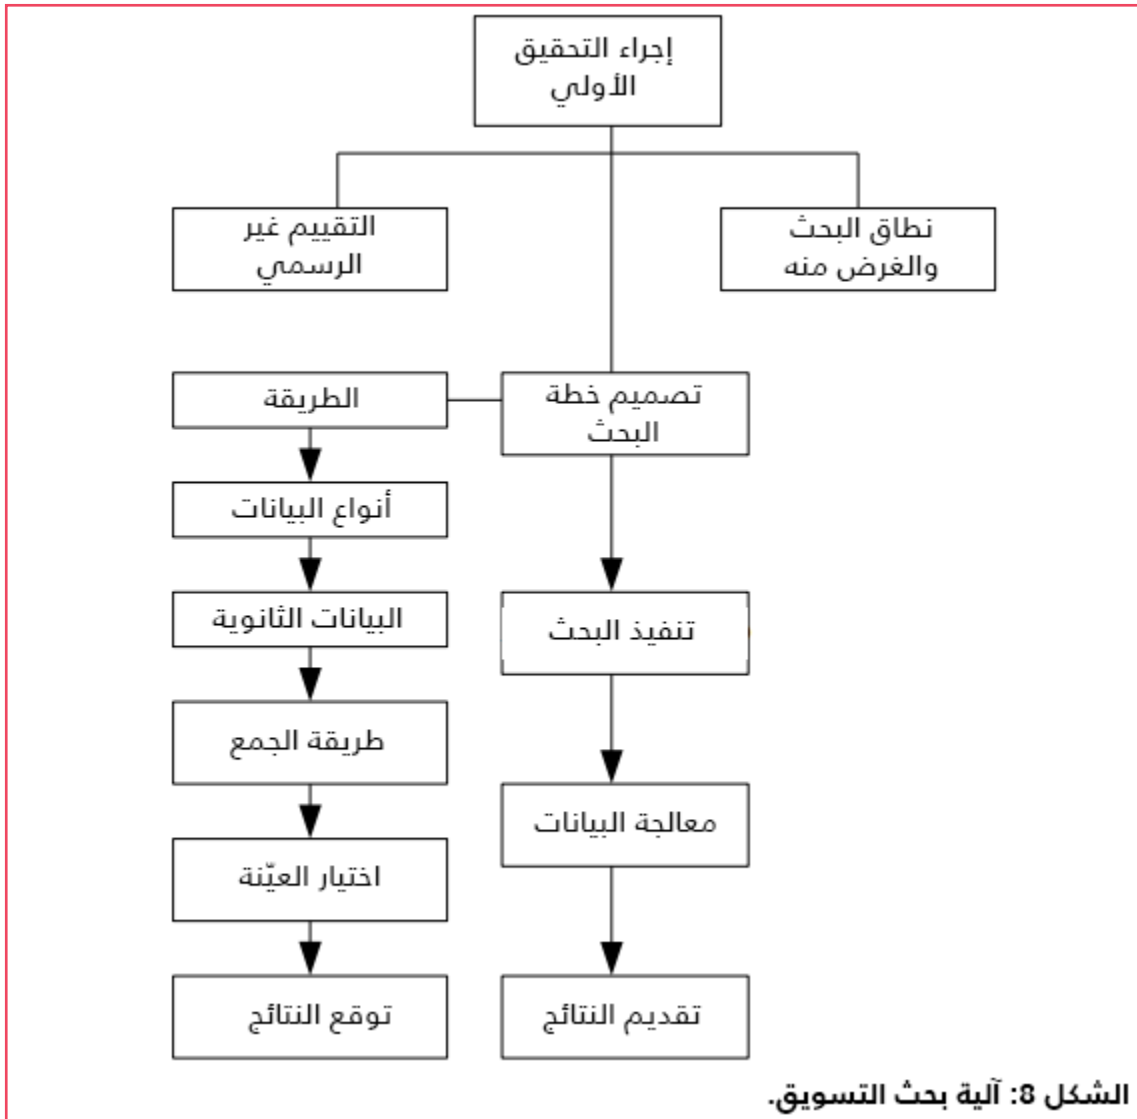 إجراء التحقيق
الأولي
نطاق البحث
والغرض منه
التقييم غير
الرسمي
تصميم خطة
البحث
الطريقة
أنواع البيانات
البيانات الثانوية
طريقة الجمع
اختيار العيّنة
توقع النتائج
تنفيذ البحث
معالجة البيانات
تقديم النتائج
الشكل 8: آلية بحث التسويق.